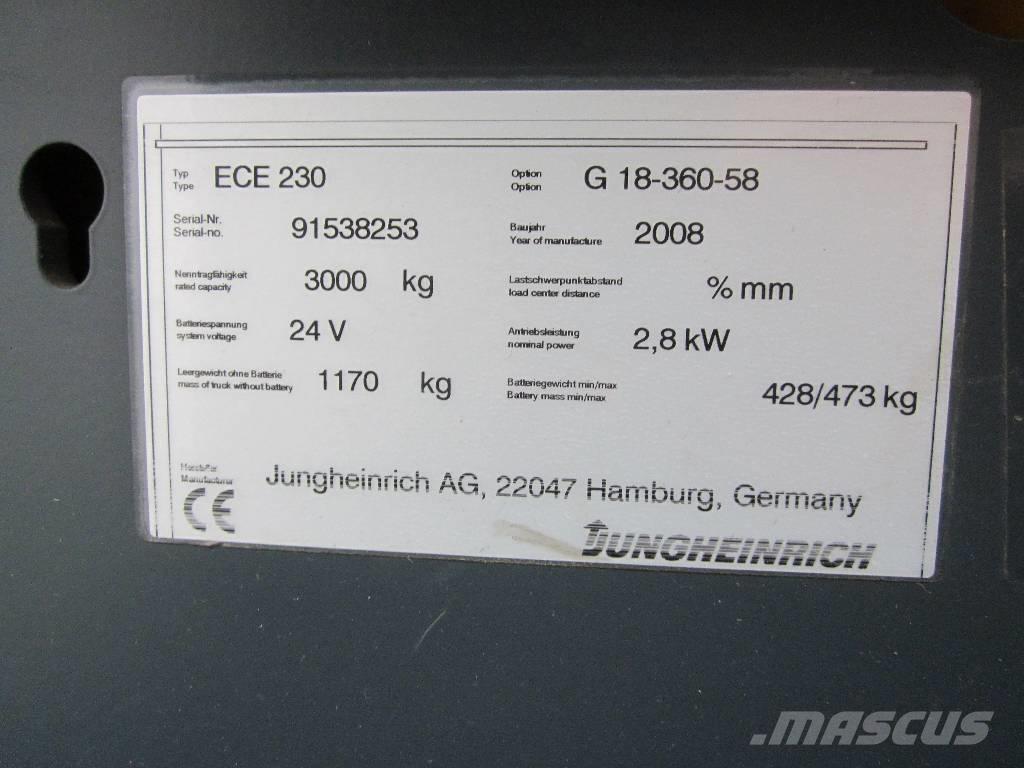 Typ
Type ECE 230
Option
Option G 18-360-58
Serial-Nr.
Serial-no. 91538253
Baujahr
Year of manufacture 2008
Nenntragfähigkeit
rated capacity 3000 kg
Lastschwerpunktabstand
load center distance % mm
Batteriespannung
system voltage 24 V
Antriebsleistung
nominal power 2,8 kW
Leergewicht ohne Batterie
mass of truck without battery 1170 kg
Batteriegewicht min/max
Battery mass min/max 428/473 kg
Hersteller
Manufacturer Jungheinrich AG, 22047 Hamburg, Germany
CE
JUNGHEINRICH
.MASCUS